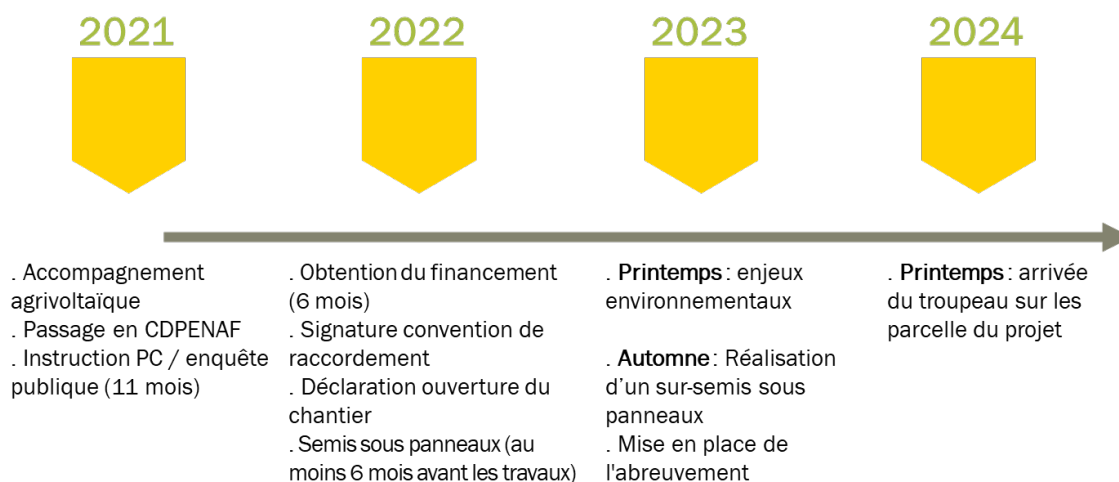 2021
2022
2023
2024
. Accompagnement
agrivoltaïque
. Passage en CDPENAF
. Instruction PC / enquête
publique (11 mois)
. Obtention du financement
(6 mois)
. Signature convention de
raccordement
. Déclaration ouverture du
chantier
. Semis sous panneaux (au
moins 6 mois avant les travaux)
. Printemps : enjeux
environnementaux
. Automne : Réalisation
d'un sur-semis sous
panneaux
. Mise en place de
l'abreuvement
. Printemps : arrivée
du troupeau sur les
parcelle du projet